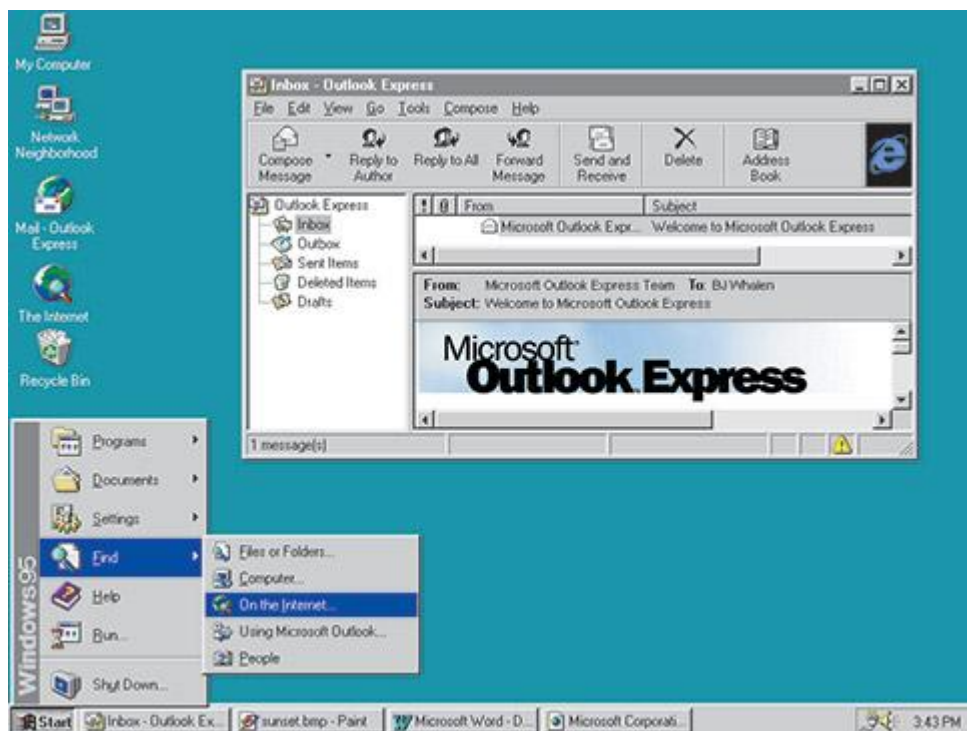 My Computer
Network
Neighborhood
Mail - Outlook
Express
The Internet
Recycle Bin
Inbox - Outlook Express
File Edit View Go Tools Compose Help
Compose
Message
Reply to
Author
Reply to All
Forward
Message
Send and
Receive
Delete
Address
Book
Outlook Express
Inbox
Outbox
Sent Items
Deleted Items
Drafts
! From Subject
Microsoft Outlook Expr... Welcome to Microsoft Outlook Express
From: Microsoft Outlook Express Team To: BJ Whalen
Subject: Welcome to Microsoft Outlook Express
Microsoft
Outlook Express
1 message(s)
Windows 95
Programs
Documents
Settings
Find
Help
Run...
Shut Down...
Files or Folders...
Computer...
On the Internet...
Using Microsoft Outlook...
People
Start Inbox - Outlook Ex... sunset.bmp - Paint Microsoft Word - D... Microsoft Corporati... 3:43 PM